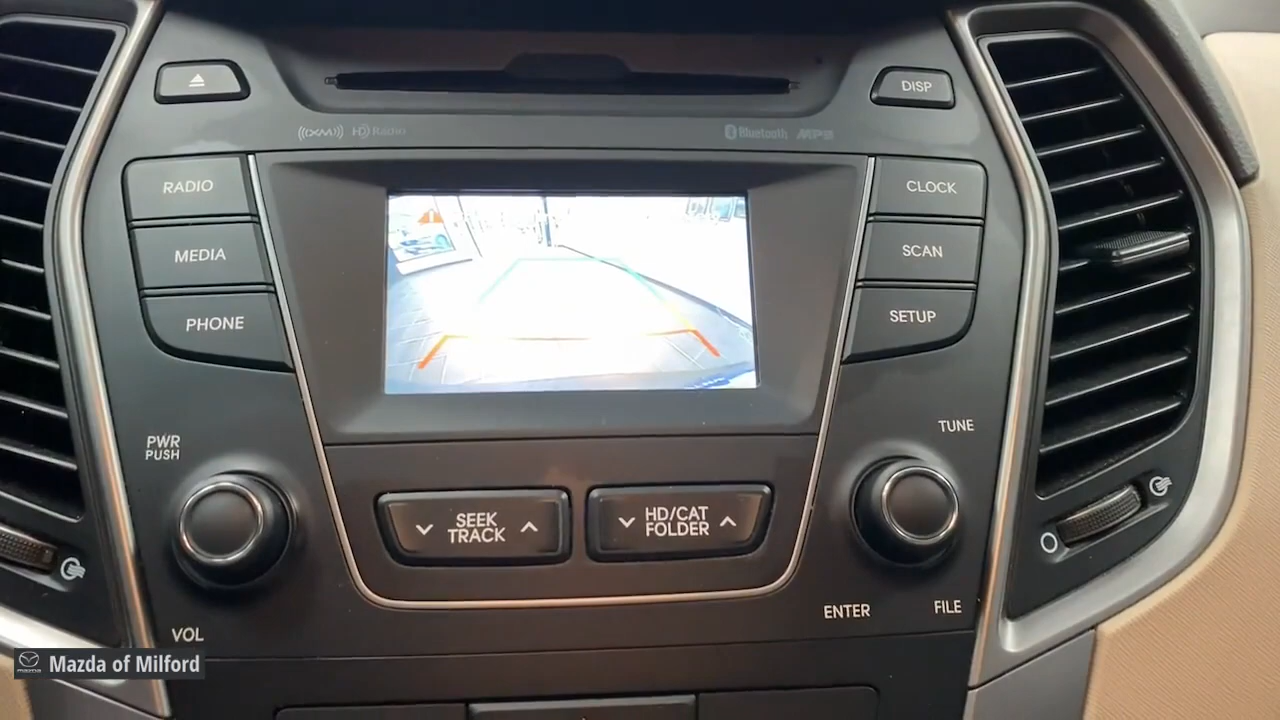 DISP
((XM)) HD Radio
Bluetooth MP3
RADIO
CLOCK
MEDIA
SCAN
PHONE
SETUP
PWR
PUSH
TUNE
SEEK
TRACK
HD/CAT
FOLDER
ENTER
FILE
VOL
Mazda of Milford